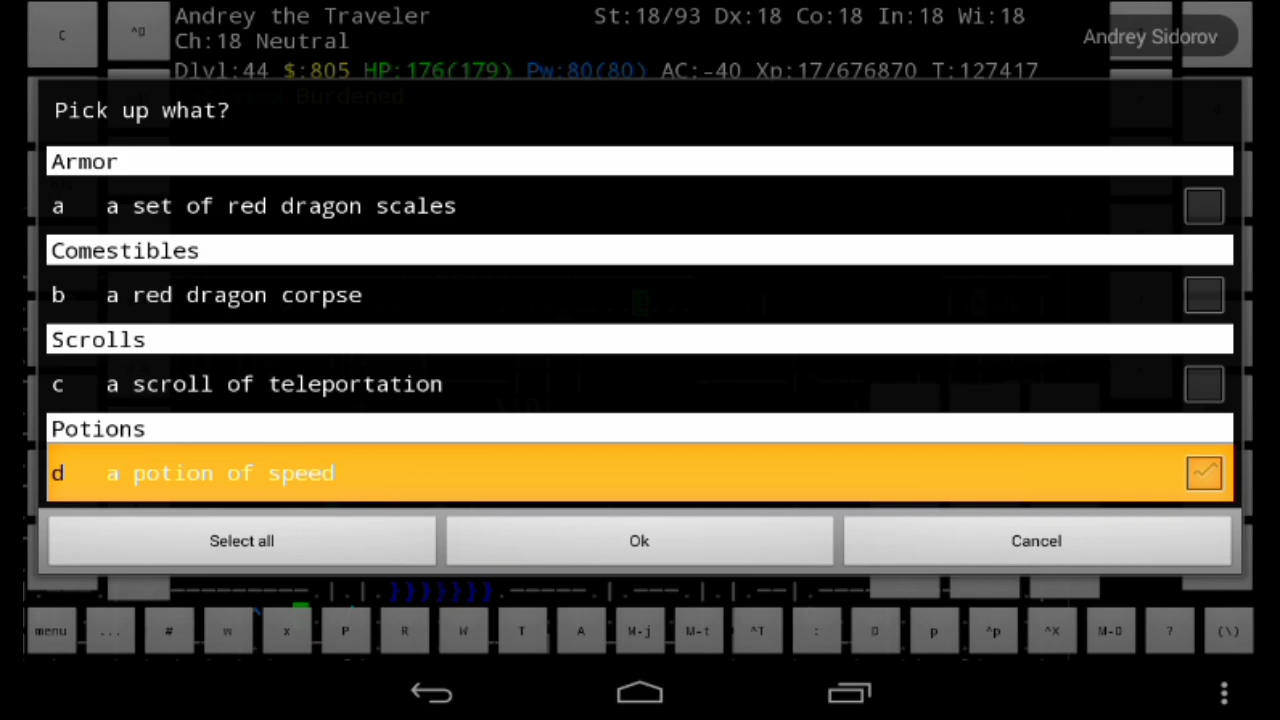 C ^D Andrey the Traveler St:18/93 Dx:18 Co:18 In:18 Wi:18
Ch:18 Neutral
Andrey Sidorov
Dlvl:44 $:805 HP:176(179) Pw:80(80) AC:-40 Xp:17/676870 T:127417
Burdened
Pick up what?
Armor
a a set of red dragon scales
Comestibles
b a red dragon corpse
Scrolls
c a scroll of teleportation
Potions
d a potion of speed
Select all Ok Cancel
menu ... # w x P R W T A M-j M-t ^T : D p ^p ^X M-O ? (\)